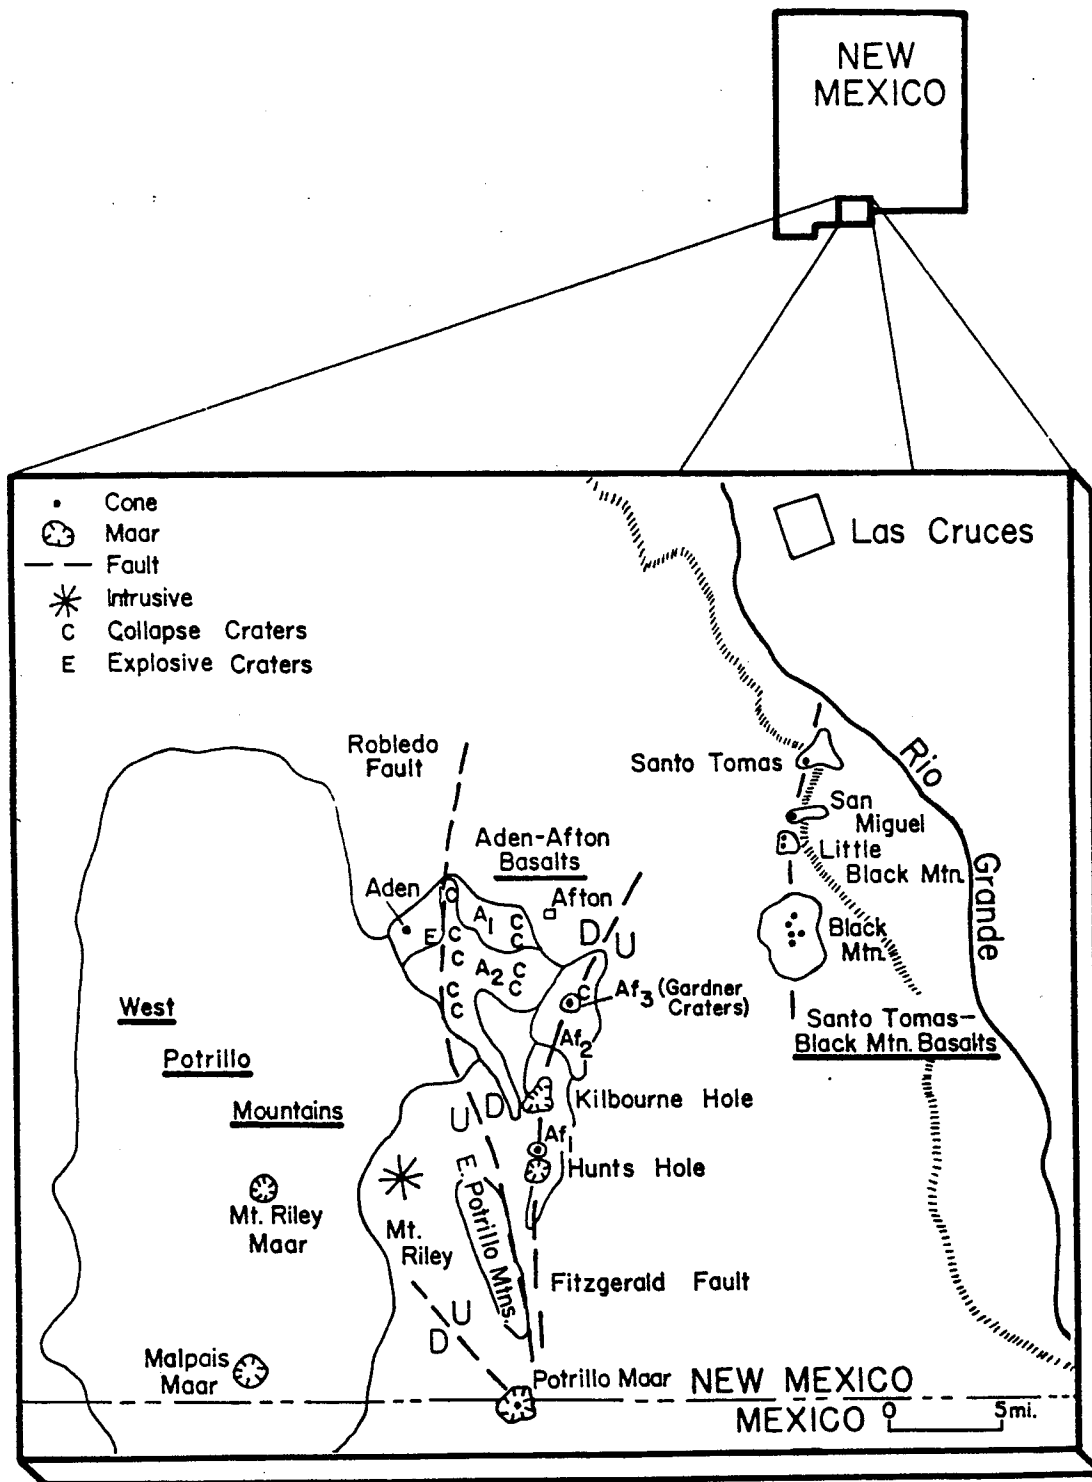 NEW
MEXICO
Cone
Maar
Fault
Intrusive
C Collapse Craters
E Explosive Craters
Las Cruces
Robledo
Fault
Santo Tomas
Rio
Grande
San
Miguel
Little
Black Mtn.
Aden-Afton
Basalts
Aden
Afton
C
A1
C
C
E
C
C
D
U
Black
Mtn.
A2
C
C
C
C
C
Af3 (Gardner
Craters)
West
Potrillo
Mountains
Santo Tomas-
Black Mtn. Basalts
Af2
U
D
Kilbourne Hole
Af1
Hunts Hole
E. Potrillo Mtns.
Mt. Riley
Maar
Mt.
Riley
Fitzgerald Fault
U
D
Malpais
Maar
Potrillo Maar
NEW MEXICO
MEXICO
0 5mi.